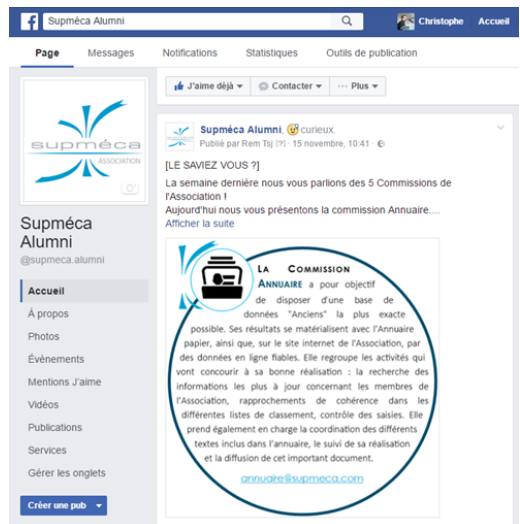 Supméca Alumni
Christophe
Accueil
Page
Messages
Notifications
Statistiques
Outils de publication
J'aime déjà
Contacter
Plus
supméca
ASSOCIATION
Supméca
Alumni
@supmeca.alumni
Accueil
À propos
Photos
Évènements
Mentions J'aime
Vidéos
Publications
Services
Gérer les onglets
Créer une pub
Supméca Alumni, curieux.
Publié par Rem Tsj [?] · 15 novembre, 10:41 ·
[LE SAVIEZ VOUS ?]
La semaine dernière nous vous parlions des 5 Commissions de
l'Association !
Aujourd'hui nous vous présentons la commission Annuaire....
Afficher la suite
LA COMMISSION
ANNUAIRE a pour objectif
de disposer d'une base de
données "Anciens" la plus exacte
possible. Ses résultats se matérialisent avec l'Annuaire
papier, ainsi que, sur le site internet de l'Association, par
des données en ligne fiables. Elle regroupe les activités qui
vont concourir à sa bonne réalisation : la recherche des
informations les plus à jour concernant les membres de
l'Association, rapprochements de cohérence dans les
différentes listes de classement, contrôle des saisies. Elle
prend également en charge la coordination des différents
textes inclus dans l'annuaire, le suivi de sa réalisation
et la diffusion de cet important document.
annuaire@supmeca.com